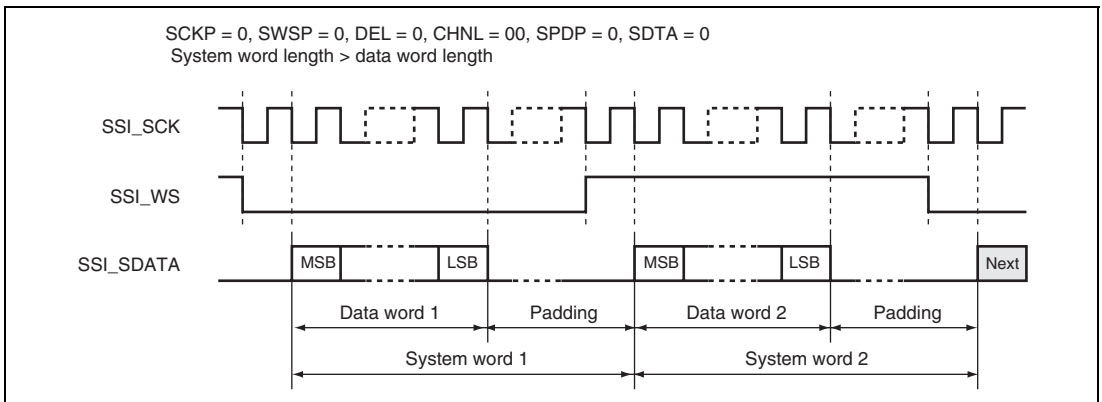 SCKP = 0, SWSP = 0, DEL = 0, CHNL = 00, SPDP = 0, SDTA = 0
System word length > data word length
SSI_SCK
SSI_WS
SSI_SDATA
MSB LSB MSB LSB Next
Data word 1 Padding Data word 2 Padding
System word 1 System word 2